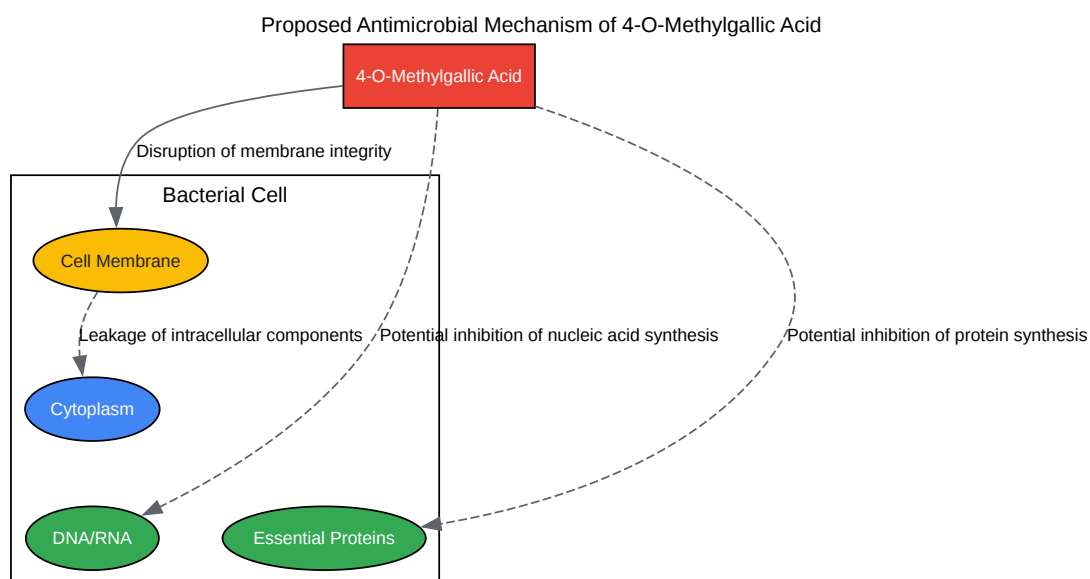 Proposed Antimicrobial Mechanism of 4-O-Methylgallic Acid
4-O-Methylgallic Acid
Disruption of membrane integrity
Bacterial Cell
Cell Membrane
Leakage of intracellular components
Potential inhibition of nucleic acid synthesis
Potential inhibition of protein synthesis
Cytoplasm
DNA/RNA
Essential Proteins